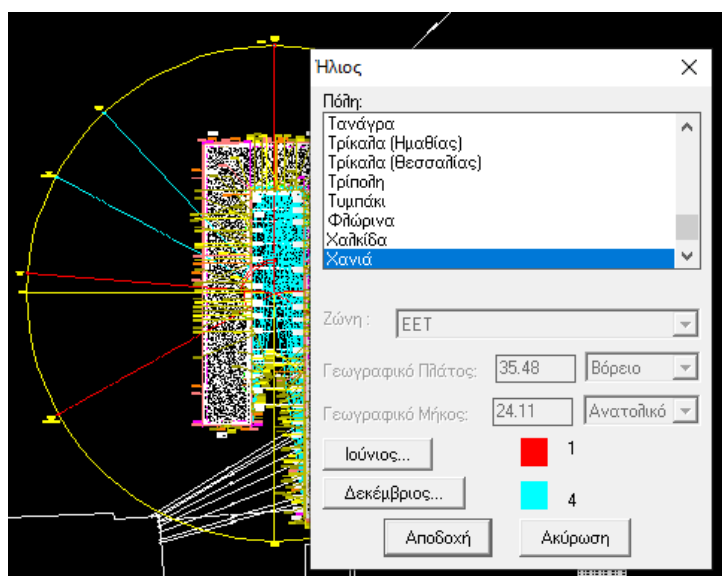 Ήλιος
Πόλη:
Τανάγρα
Τρίκαλα (Ημαθίας)
Τρίκαλα (Θεσσαλίας)
Τρίπολη
Τυμπάκι
Φλώρινα
Χαλκίδα
Χανιά
Ζώνη : EET
Γεωγραφικό Πλάτος: 35.48 Βόρειο
Γεωγραφικό Μήκος: 24.11 Ανατολικό
Ιούνιος... 1
Δεκέμβριος... 4
Αποδοχή Ακύρωση